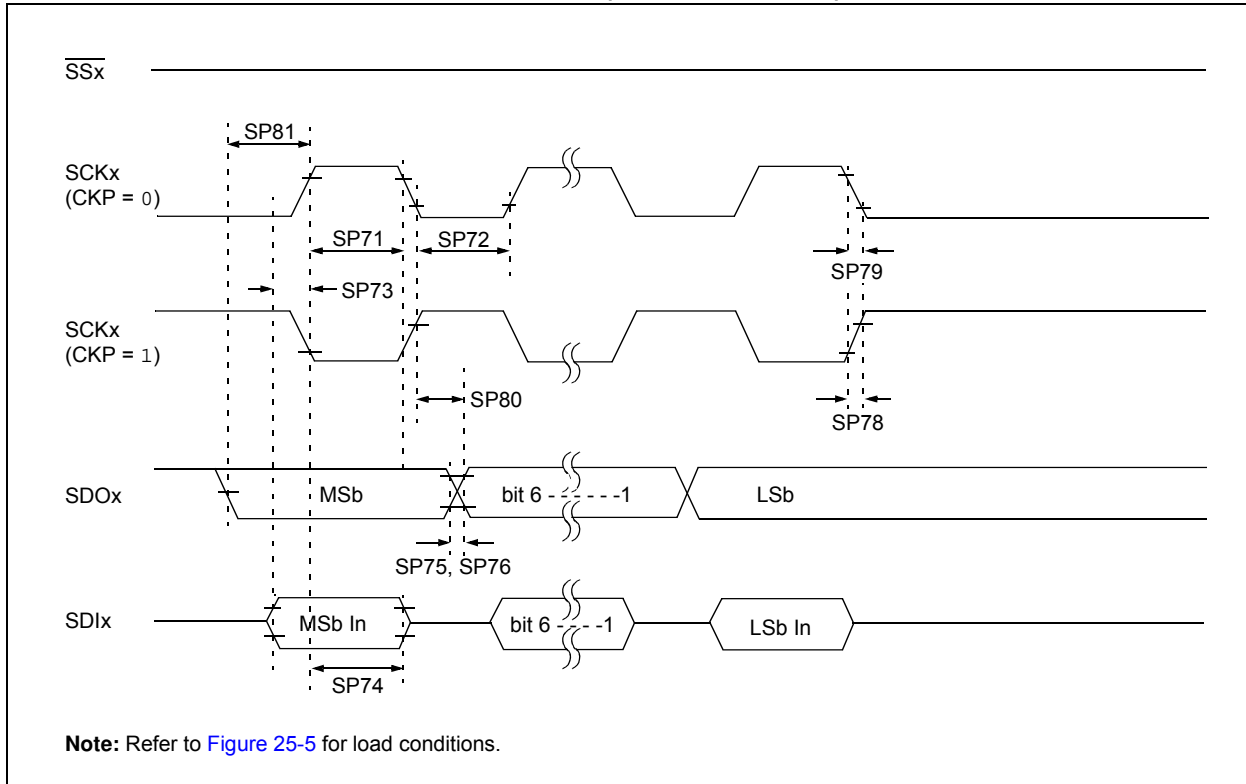 SSx
SP81
SCKx
(CKP = 0)
SP71
SP72
SP79
SP73
SCKx
(CKP = 1)
SP80
SP78
SDOx
MSb
bit 6 - - - - - -1
LSb
SP75, SP76
SDIx
MSb In
bit 6 - - - -1
LSb In
SP74
Note: Refer to Figure 25-5 for load conditions.